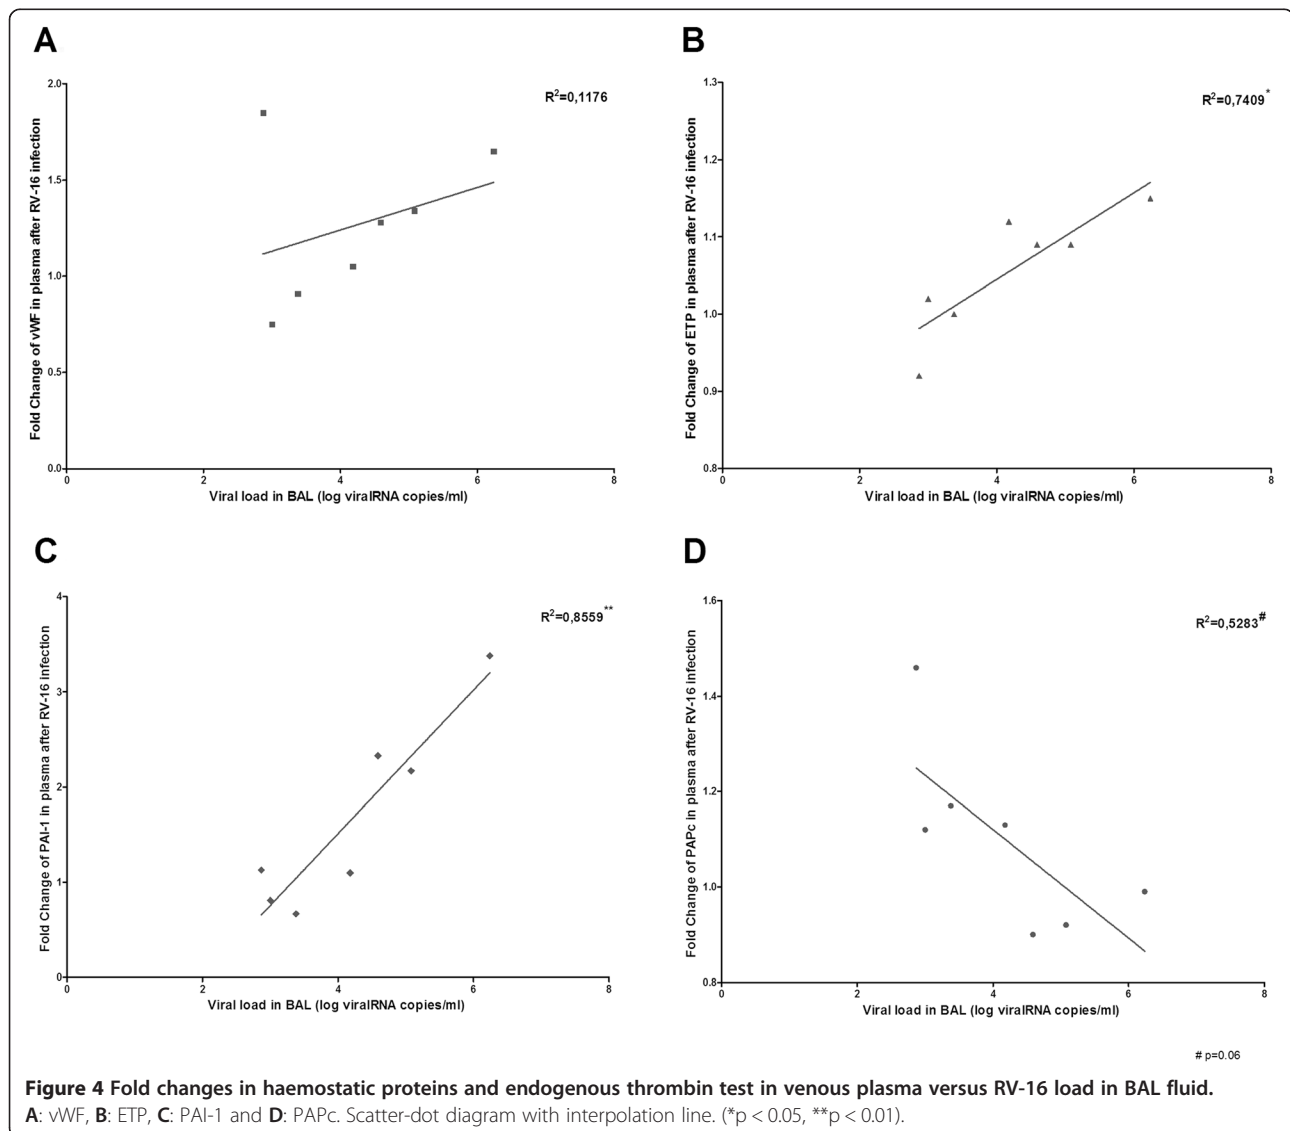 A
Fold Change of vWF in plasma after RV-16 infection
2.0
1.5
1.0
0.5
0.0
R²=0,1176
0 2 4 6 8
Viral load in BAL (log viralRNA copies/ml)
B
Fold Change of ETP in plasma after RV-16 infection
1.3
1.2
1.1
1.0
0.9
0.8
R²=0,7409*
0 2 4 6 8
Viral load in BAL (log viralRNA copies/ml)
C
Fold Change of PAI-1 in plasma after RV-16 infection
4
3
2
1
0
R²=0,8559**
0 2 4 6 8
Viral load in BAL (log viralRNA copies/ml)
D
Fold Change of PAPc in plasma after RV-16 infection
1.6
1.4
1.2
1.0
0.8
R²=0,5283#
0 2 4 6 8
Viral load in BAL (log viralRNA copies/ml)
# p=0.06
Figure 4 Fold changes in haemostatic proteins and endogenous thrombin test in venous plasma versus RV-16 load in BAL fluid.
A: vWF, B: ETP, C: PAI-1 and D: PAPc. Scatter-dot diagram with interpolation line. (*p < 0.05, **p < 0.01).